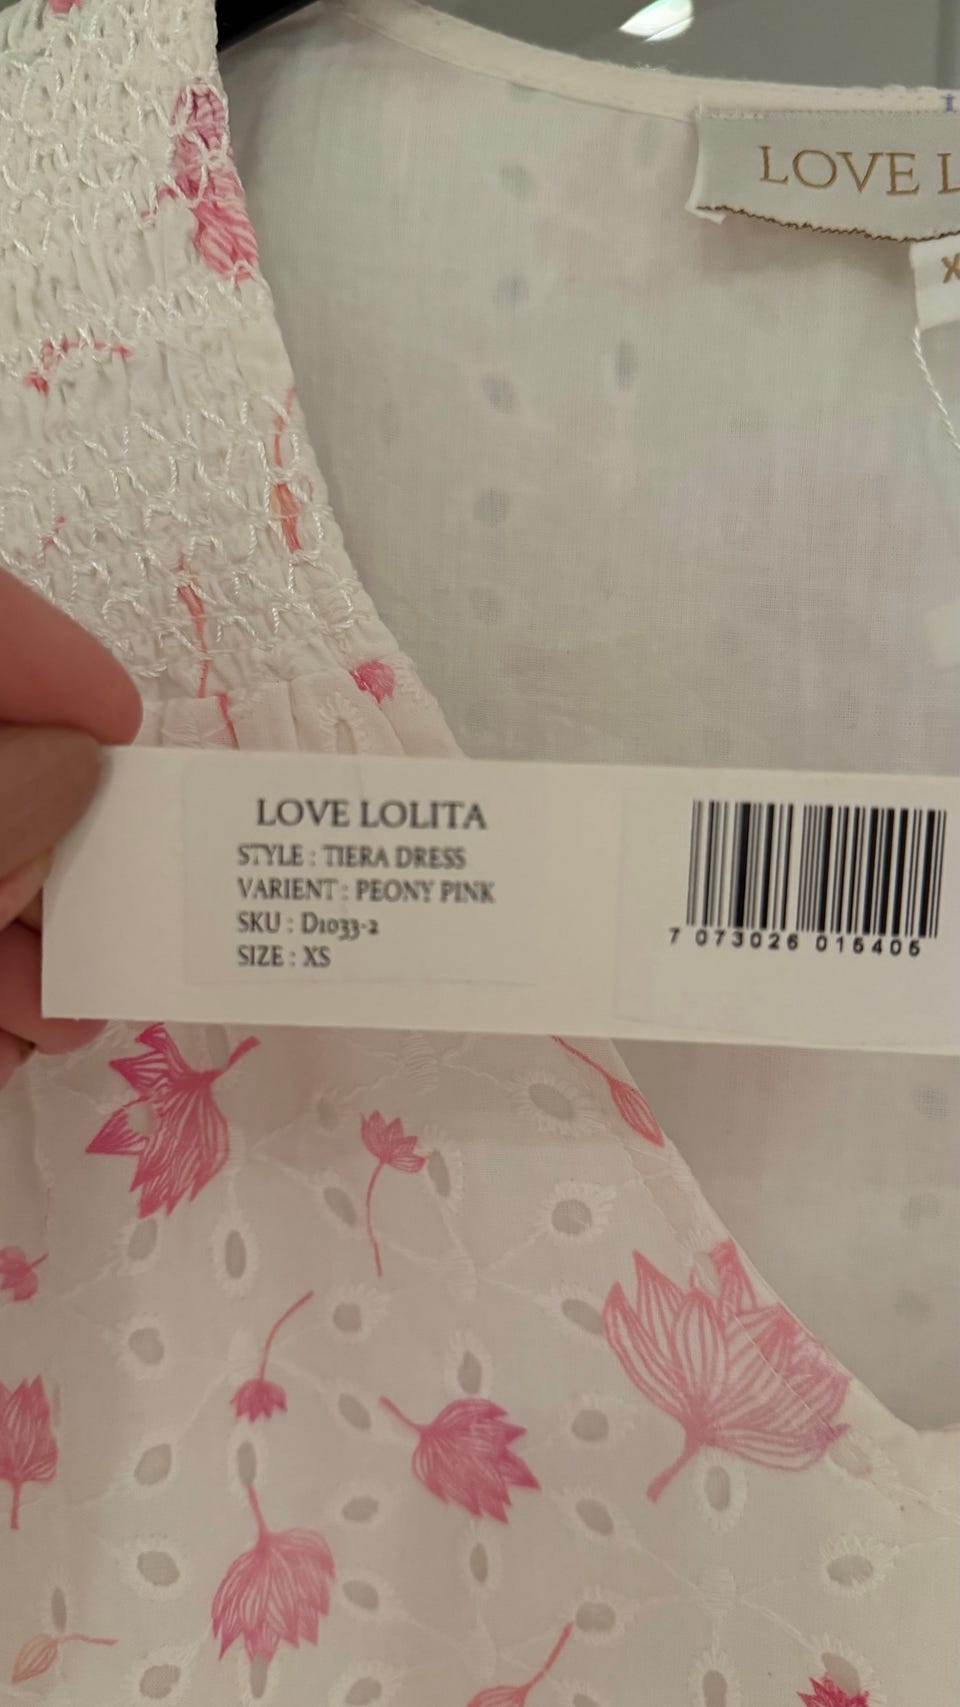 LOVE L
X
LOVE LOLITA
STYLE : TIERA DRESS
VARIENT : PEONY PINK
SKU : D1033-2
SIZE : XS
7 073026 015405